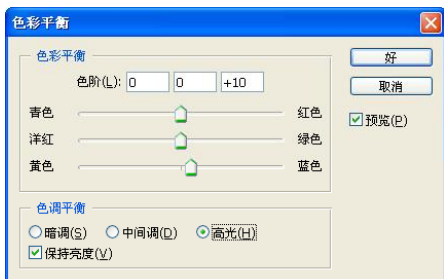 色彩平衡
色彩平衡
好
色阶(L): 0 0 +10
取消
青色 红色
预览(P)
洋红 绿色
黄色 蓝色
色调平衡
暗调(S) 中间调(D) 高光(H)
保持亮度(V)